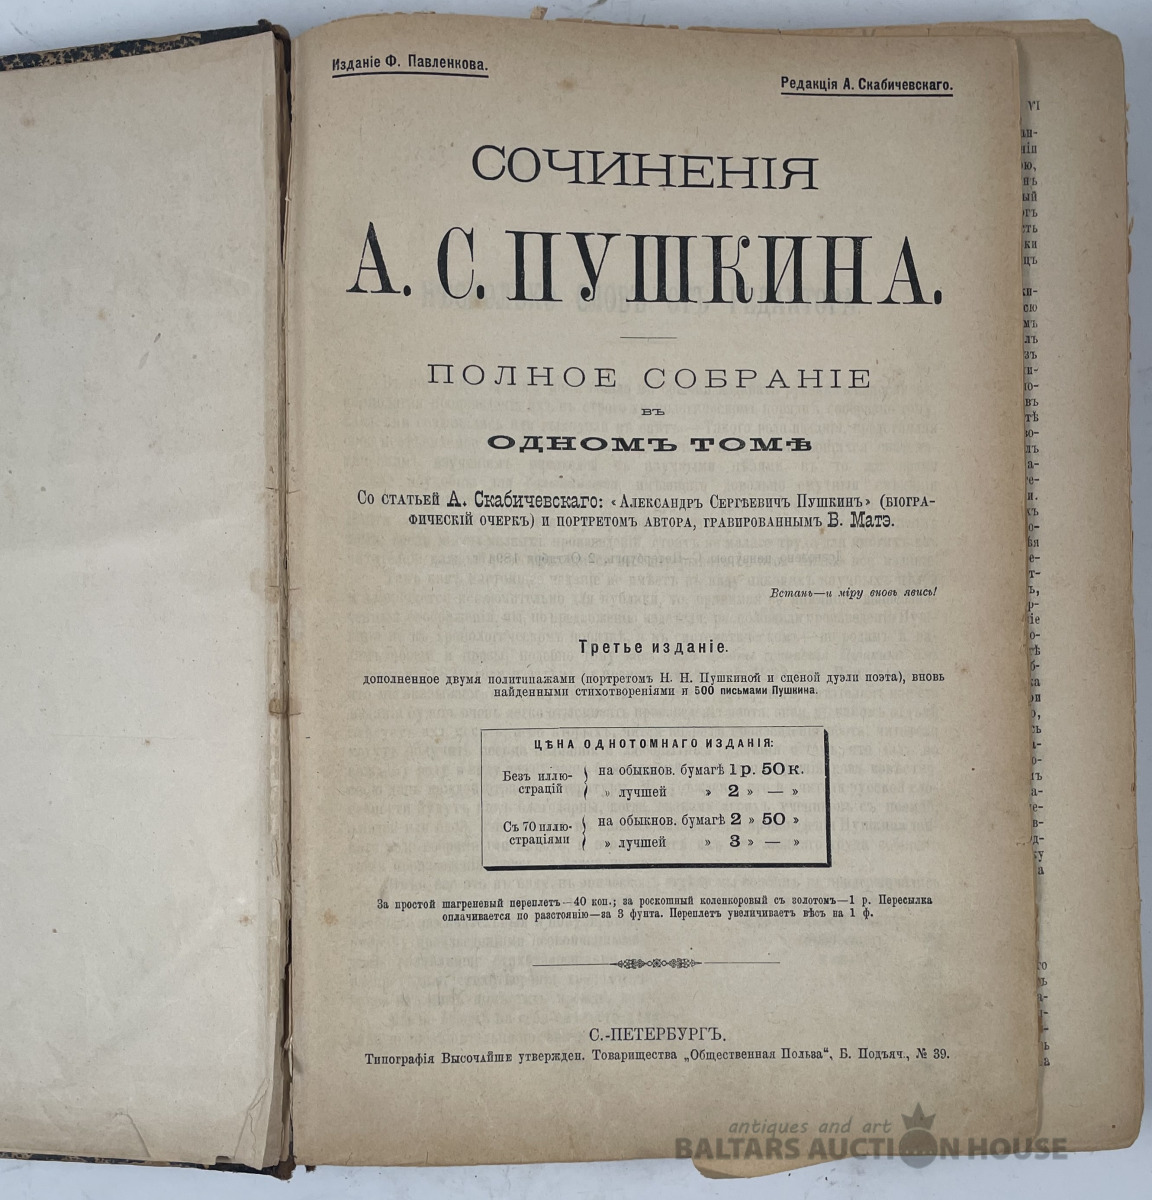 Изданіе Ф. Павленкова.
Редакція А. Скабичевскаго.
СОЧИНЕНІЯ
А. С. ПУШКИНА.
ПОЛНОЕ СОБРАНІЕ
въ
ОДНОМЪ ТОМѢ
Со статьей А. Скабичевскаго: «Александръ Сергѣевичъ Пушкинъ» (біогра-
фическій очеркъ) и портретомъ автора, гравированнымъ В. Матэ.
Встань—и міру вновь явись!
Третье изданіе.
дополненное двумя политипажами (портретомъ Н. Н. Пушкиной и сценой дуэли поэта), вновь
найденными стихотвореніями и 500 письмами Пушкина.
ЦѢНА ОДНОТОМНАГО ИЗДАНІЯ:
Безъ иллю-
страцій
на обыкнов. бумагѣ 1 р. 50 к.
» лучшей » 2 » — »
Съ 70 иллю-
страціями
на обыкнов. бумагѣ 2 » 50 »
» лучшей » 3 » — »
За простой шагреневый переплетъ—40 коп.; за роскошный коленкоровый съ золотомъ—1 р. Пересылка
оплачивается по разстоянію—за 3 фунта. Переплетъ увеличиваетъ вѣсъ на 1 ф.
С.-ПЕТЕРБУРГЪ.
Типографія Высочайше утвержден. Товарищества „Общественная Польза“, Б. Подъяч., № 39.
antiques and art
BALTARS AUCTION HOUSE